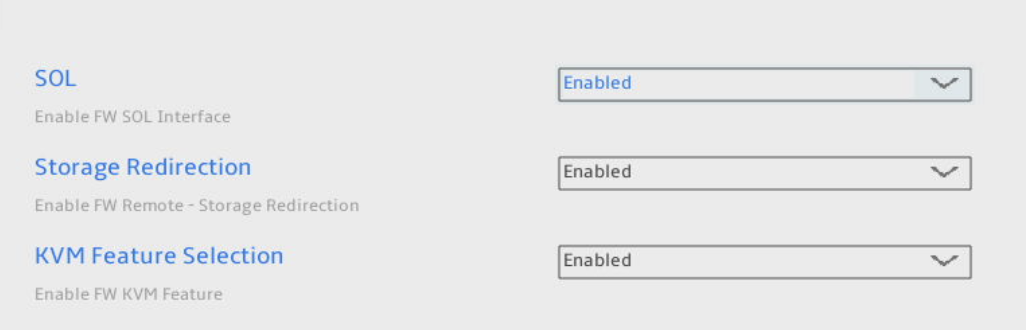 SOL
Enabled
Enable FW SOL Interface
Storage Redirection
Enabled
Enable FW Remote - Storage Redirection
KVM Feature Selection
Enabled
Enable FW KVM Feature